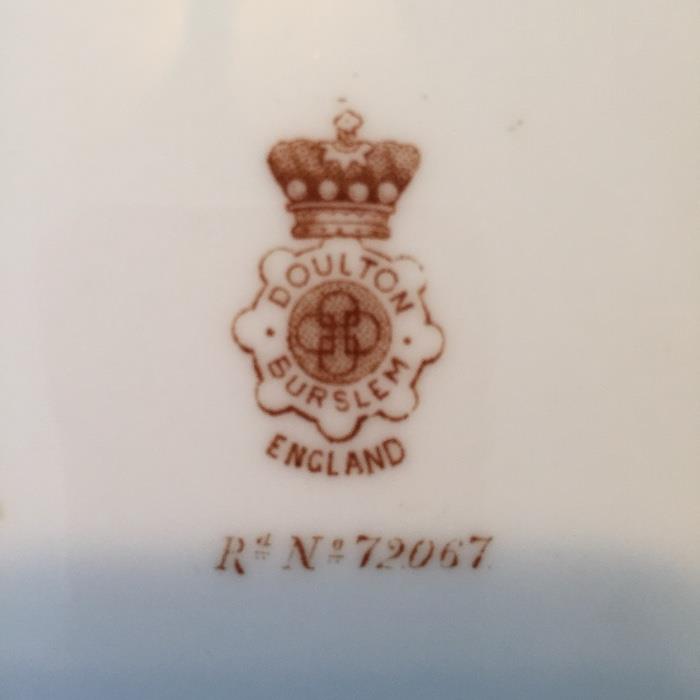 DOULTON
BURSLEM
ENGLAND
Rd No 72067